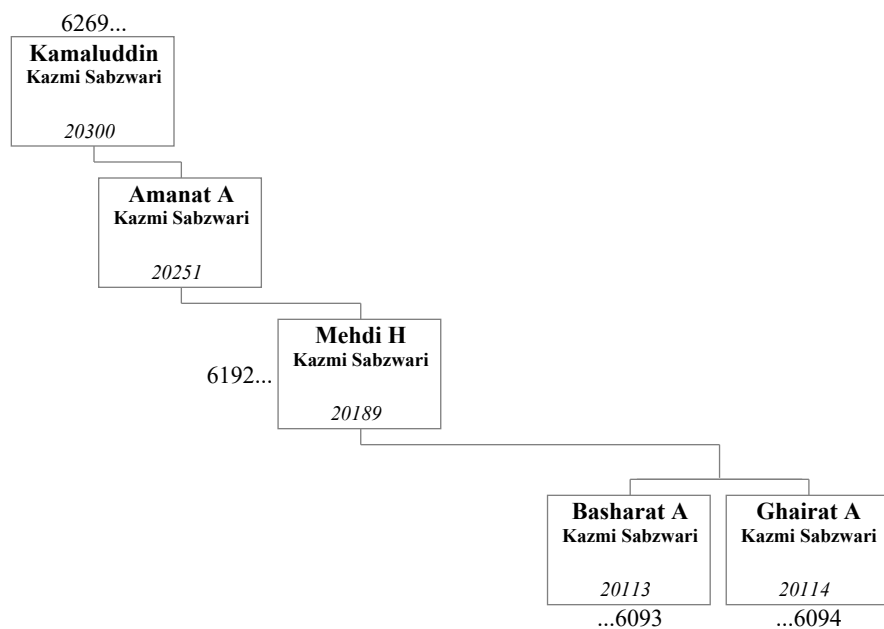 6269...
Kamaluddin
Kazmi Sabzwari
20300
Amanat A
Kazmi Sabzwari
20251
Mehdi H
Kazmi Sabzwari
6192...
20189
Basharat A
Kazmi Sabzwari
20113
...6093
Ghairat A
Kazmi Sabzwari
20114
...6094